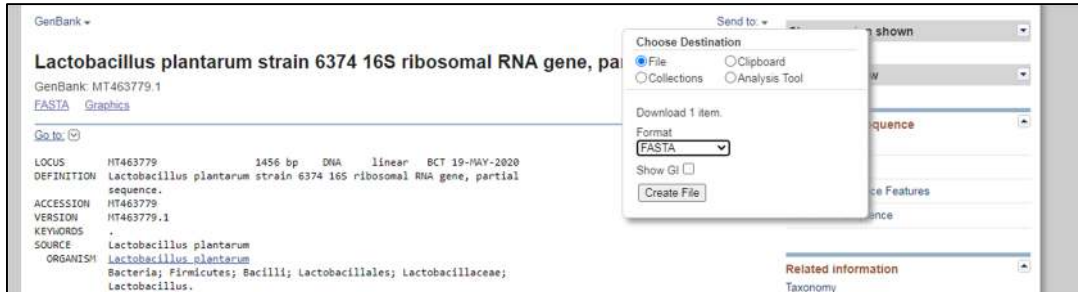 GenBank
Send to:
shown
Choose Destination
File Clipboard
Collections Analysis Tool
Lactobacillus plantarum strain 6374 16S ribosomal RNA gene, pa
GenBank: MT463779.1
FASTA Graphics
Download 1 item.
Format
FASTA
Show GI
Create File
quence
ce Features
ence
Go to:
LOCUS MT463779 1456 bp DNA linear BCT 19-MAY-2020
DEFINITION Lactobacillus plantarum strain 6374 16S ribosomal RNA gene, partial
sequence.
ACCESSION MT463779
VERSION MT463779.1
KEYWORDS .
SOURCE Lactobacillus plantarum
ORGANISM Lactobacillus plantarum
Bacteria; Firmicutes; Bacilli; Lactobacillales; Lactobacillaceae;
Lactobacillus.
Related information
Taxonomy